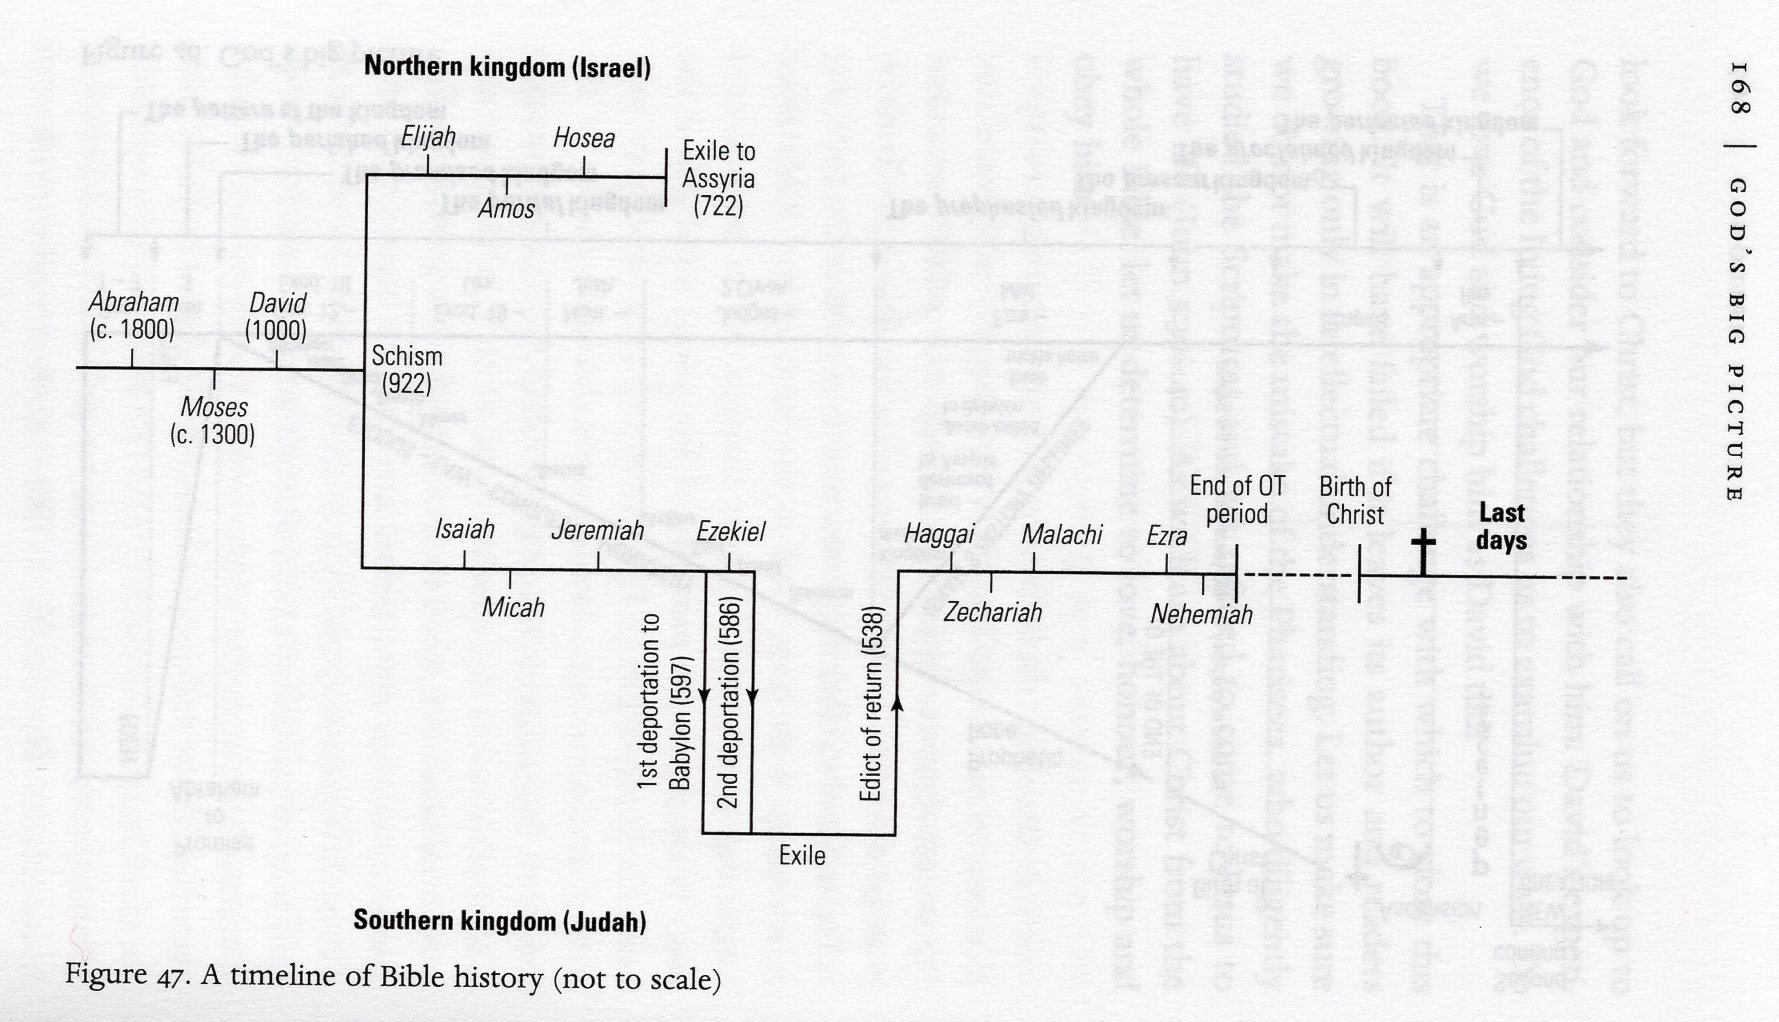 Northern kingdom (Israel)
Elijah
Hosea
Amos
Exile to
Assyria
(722)
Abraham
(c. 1800)
David
(1000)
Moses
(c. 1300)
Schism
(922)
Isaiah
Jeremiah
Ezekiel
Micah
1st deportation to
Babylon (597)
2nd deportation (586)
Exile
Edict of return (538)
Haggai
Malachi
Ezra
Zechariah
Nehemiah
End of OT
period
Birth of
Christ
Last
days
Southern kingdom (Judah)
Figure 47. A timeline of Bible history (not to scale)
168 | GOD'S BIG PICTURE